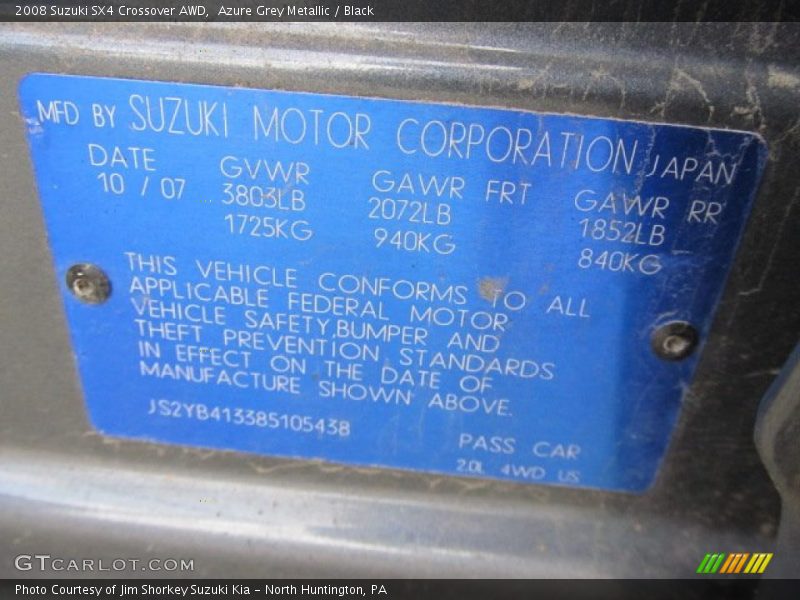 2008 Suzuki SX4 Crossover AWD,  Azure Grey Metallic / Black
MFD BY SUZUKI MOTOR CORPORATION JAPAN
DATE GVWR GAWR FRT GAWR RR
10 / 07 3803LB 2072LB 1852LB
1725KG 940KG 840KG
THIS VEHICLE CONFORMS TO ALL
APPLICABLE FEDERAL MOTOR
VEHICLE SAFETY,BUMPER AND
THEFT PREVENTION STANDARDS
IN EFFECT ON THE DATE OF
MANUFACTURE SHOWN ABOVE.
JS2YB413385105438
PASS CAR
2.0L 4WD US
GTCARLOT.COM
Photo Courtesy of Jim Shorkey Suzuki Kia – North Huntington, PA